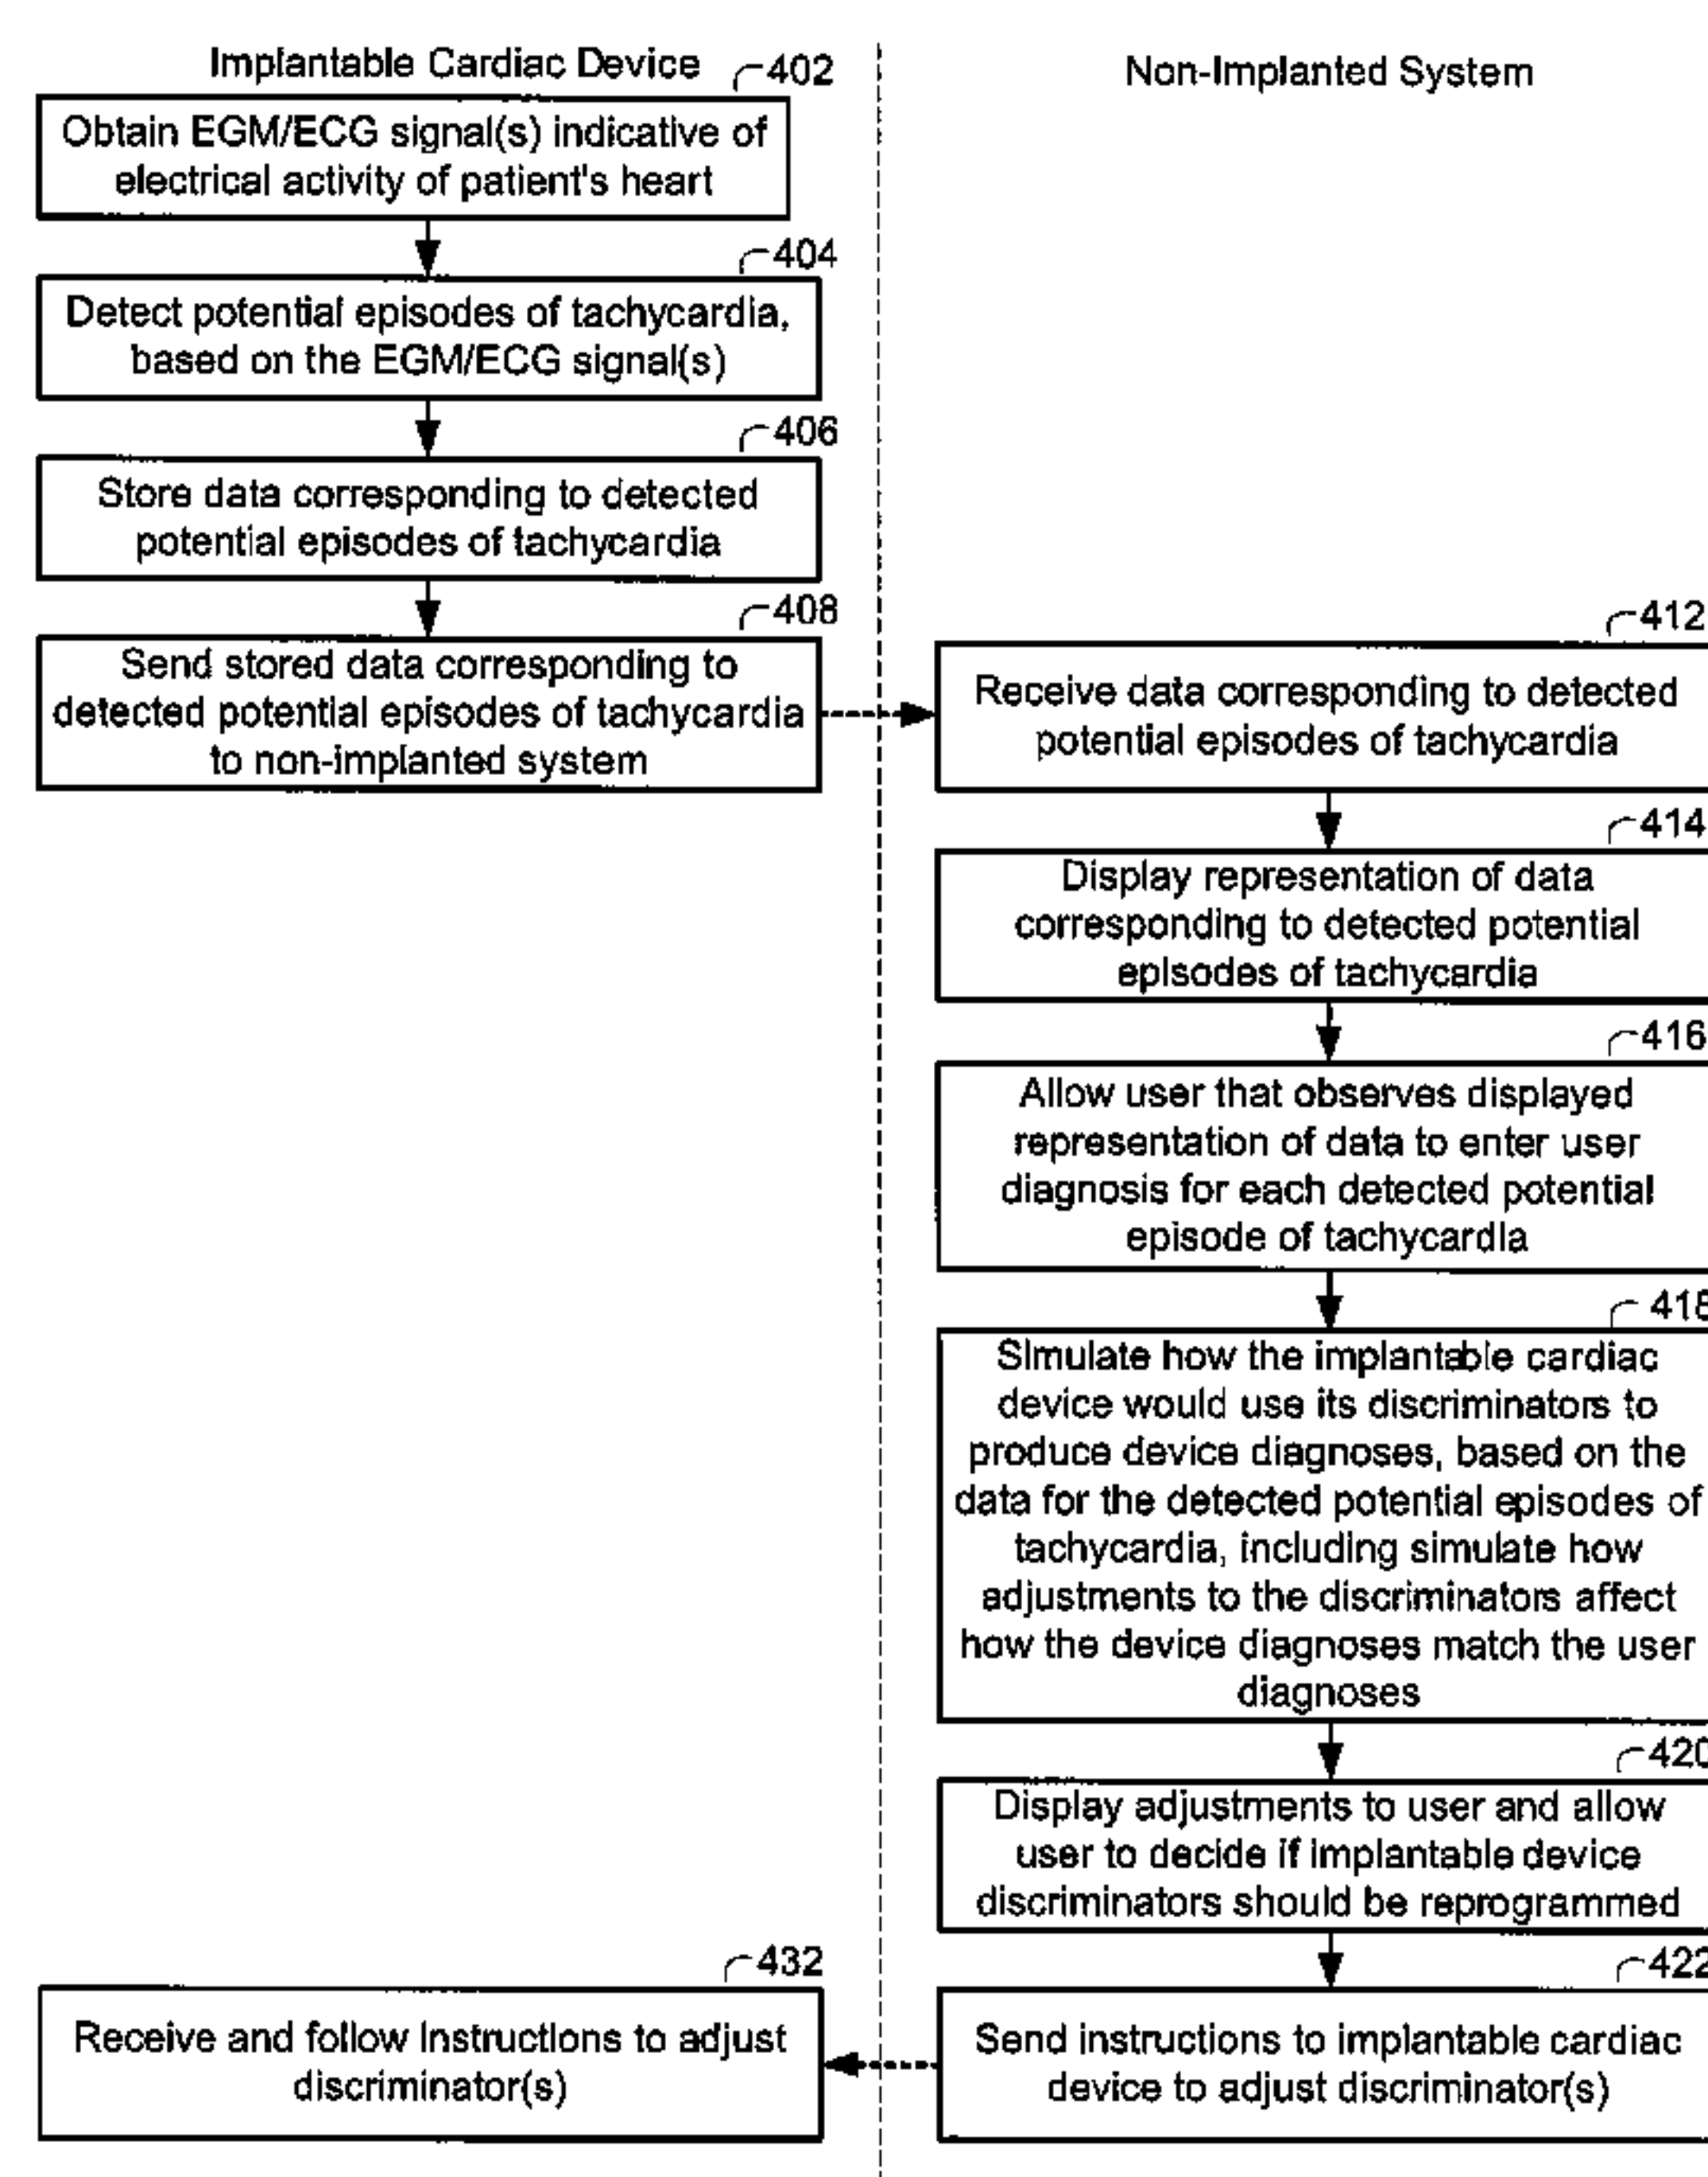 Implantable Cardiac Device
402
Obtain EGM/ECG signal(s) indicative of
electrical activity of patient's heart
404
Detect potential episodes of tachycardia,
based on the EGM/ECG signal(s)
406
Store data corresponding to detected
potential episodes of tachycardia
408
Send stored data corresponding to
detected potential episodes of tachycardia
to non-implanted system
Non-Implanted System
412
Receive data corresponding to detected
potential episodes of tachycardia
414
Display representation of data
corresponding to detected potential
episodes of tachycardia
416
Allow user that observes displayed
representation of data to enter user
diagnosis for each detected potential
episode of tachycardia
418
Simulate how the implantable cardiac
device would use its discriminators to
produce device diagnoses, based on the
data for the detected potential episodes of
tachycardia, including simulate how
adjustments to the discriminators affect
how the device diagnoses match the user
diagnoses
420
Display adjustments to user and allow
user to decide if implantable device
discriminators should be reprogrammed
422
Send instructions to implantable cardiac
device to adjust discriminator(s)
432
Receive and follow Instructions to adjust
discriminator(s)